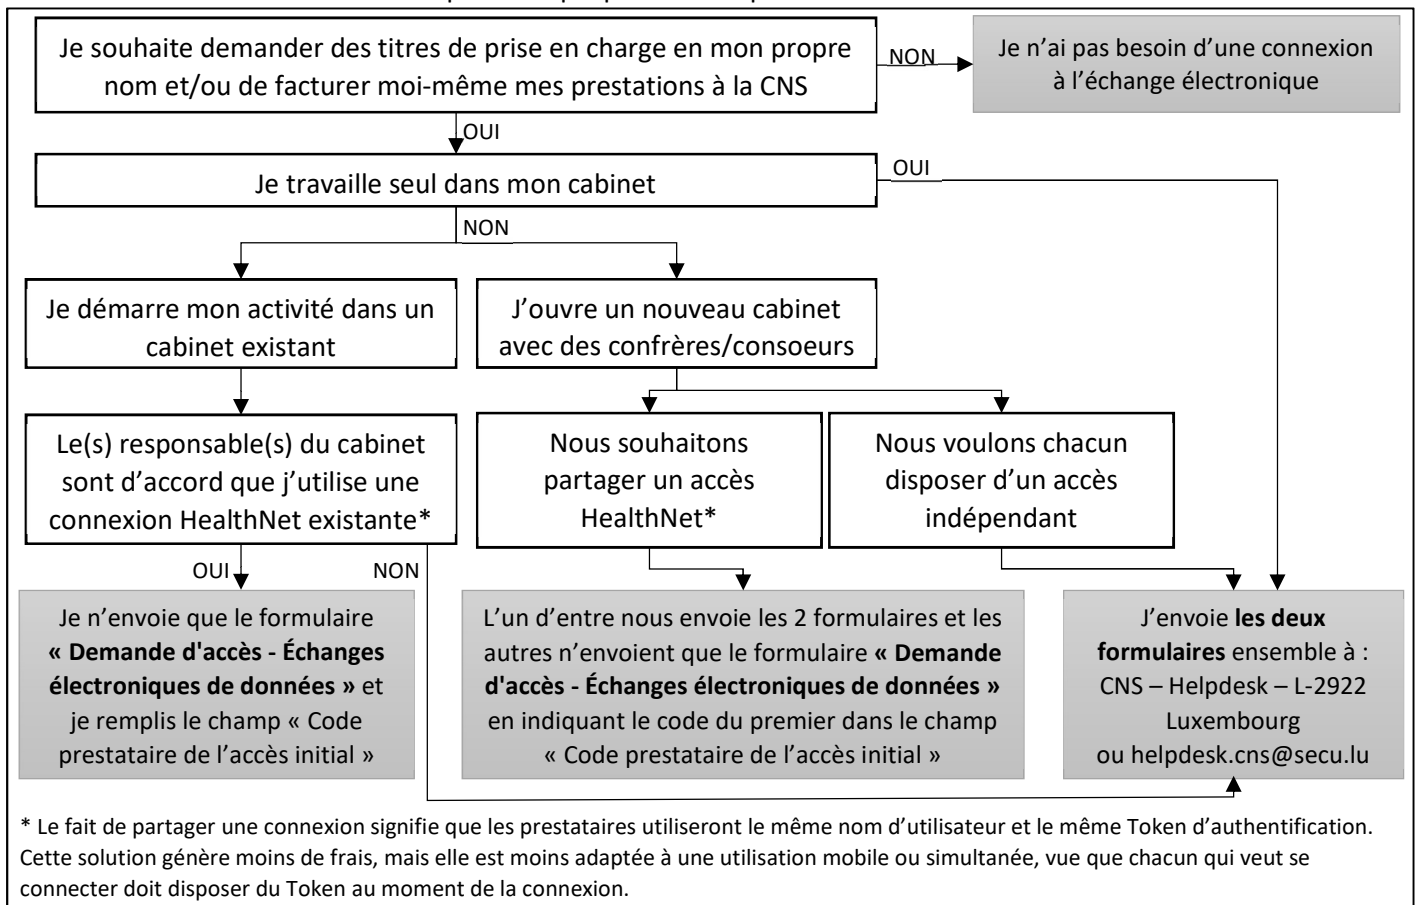 Je souhaite demander des titres de prise en charge en mon propre
nom et/ou de facturer moi-même mes prestations à la CNS
NON
Je n’ai pas besoin d’une connexion
à l’échange électronique
OUI
Je travaille seul dans mon cabinet
OUI
NON
Je démarre mon activité dans un
cabinet existant
J’ouvre un nouveau cabinet
avec des confrères/consoeurs
Le(s) responsable(s) du cabinet
sont d’accord que j’utilise une
connexion HealthNet existante*
Nous souhaitons
partager un accès
HealthNet*
Nous voulons chacun
disposer d’un accès
indépendant
OUI
NON
Je n’envoie que le formulaire
« Demande d'accès - Échanges
électroniques de données » et
je remplis le champ « Code
prestataire de l’accès initial »
L’un d’entre nous envoie les 2 formulaires et les
autres n’envoient que le formulaire « Demande
d'accès - Échanges électroniques de données »
en indiquant le code du premier dans le champ
« Code prestataire de l’accès initial »
J’envoie les deux
formulaires ensemble à :
CNS – Helpdesk – L-2922
Luxembourg
ou helpdesk.cns@secu.lu
* Le fait de partager une connexion signifie que les prestataires utiliseront le même nom d’utilisateur et le même Token d’authentification.
Cette solution génère moins de frais, mais elle est moins adaptée à une utilisation mobile ou simultanée, vue que chacun qui veut se
connecter doit disposer du Token au moment de la connexion.